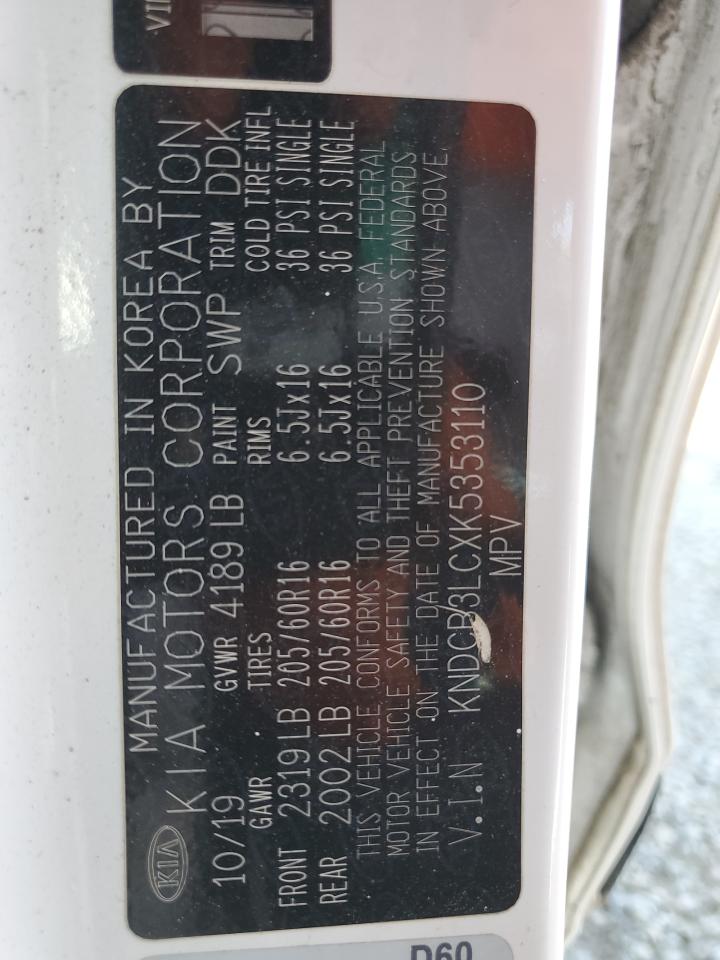 VI
KIA
MANUFACTURED IN KOREA BY
KIA MOTORS CORPORATION
10/19 GVWR 4189 LB PAINT SWP TRIM DDK
GAWR TIRES RIMS COLD TIRE INFL
FRONT 2319 LB 205/60R16 6.5Jx16 36 PSI SINGLE
REAR 2002 LB 205/60R16 6.5Jx16 36 PSI SINGLE
THIS VEHICLE CONFORMS TO ALL APPLICABLE U.S.A. FEDERAL
MOTOR VEHICLE SAFETY AND THEFT PREVENTION STANDARDS
IN EFFECT ON THE DATE OF MANUFACTURE SHOWN ABOVE.
V.I.N KNDCB3LCXK5353110
MPV
D60